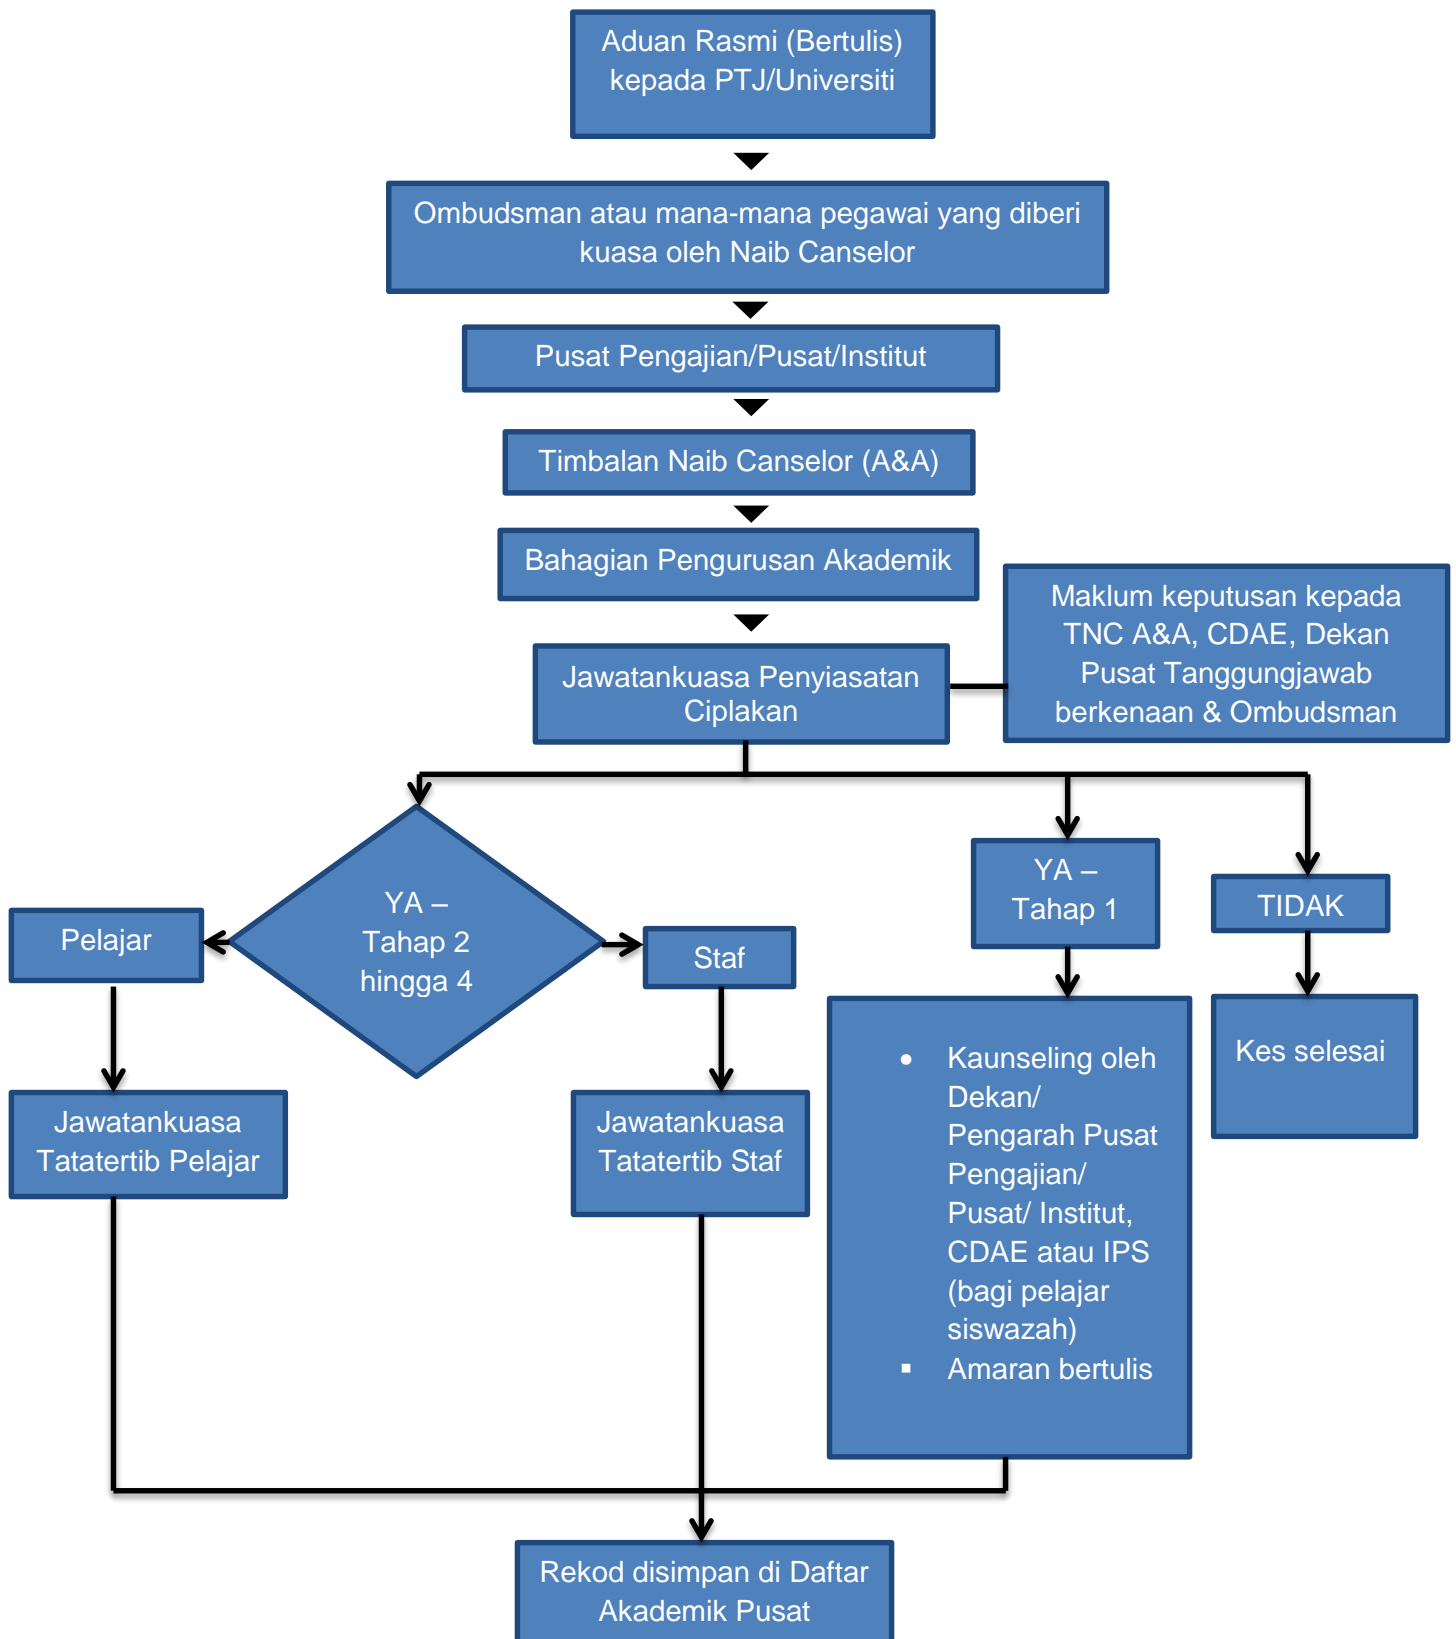 Aduan Rasmi (Bertulis)
kepada PTJ/Universiti
Ombudsman atau mana-mana pegawai yang diberi
kuasa oleh Naib Canselor
Pusat Pengajian/Pusat/Institut
Timbalan Naib Canselor (A&A)
Bahagian Pengurusan Akademik
Maklum keputusan kepada
TNC A&A, CDAE, Dekan
Pusat Tanggungjawab
berkenaan & Ombudsman
Jawatankuasa Penyiasatan
Ciplakan
YA –
Tahap 2
hingga 4
Pelajar
Staf
YA –
Tahap 1
TIDAK
Jawatankuasa
Tatatertib Pelajar
Jawatankuasa
Tatatertib Staf
• Kaunseling oleh
Dekan/
Pengarah Pusat
Pengajian/
Pusat/ Institut,
CDAE atau IPS
(bagi pelajar
siswazah)
▪ Amaran bertulis
Kes selesai
Rekod disimpan di Daftar
Akademik Pusat